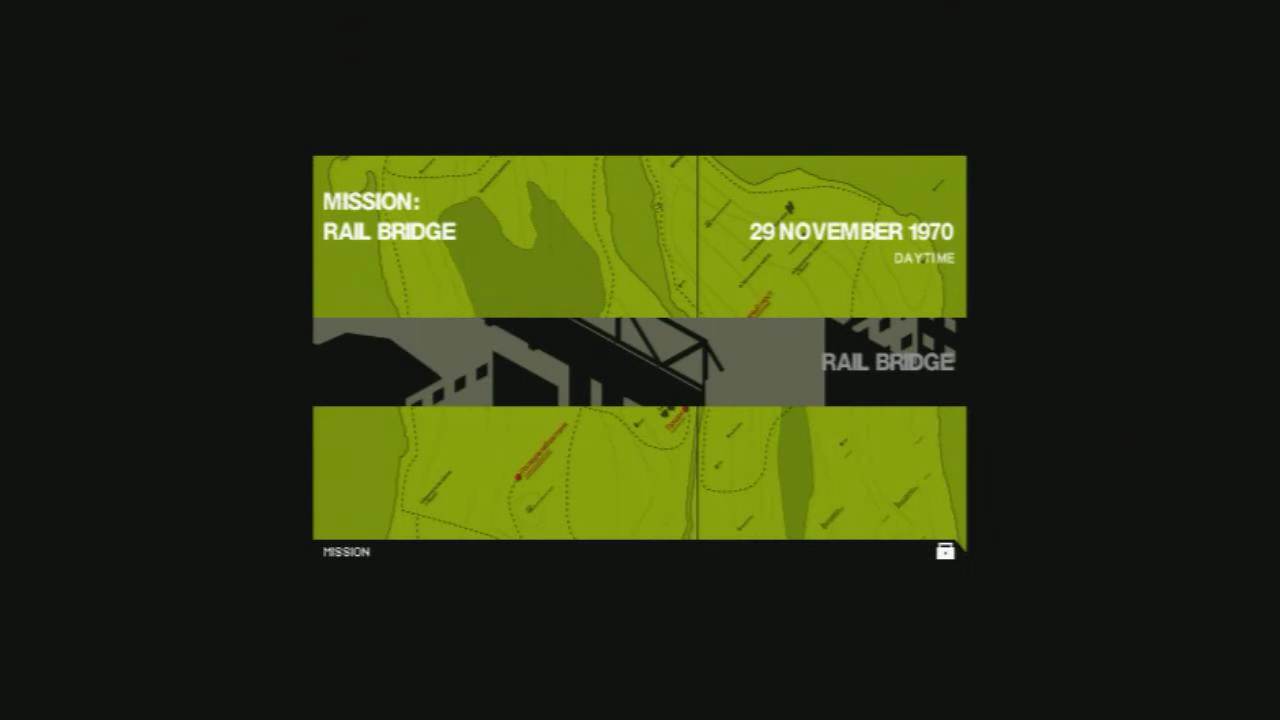 MISSION:
RAIL BRIDGE
29 NOVEMBER 1970
DAYTIME
RAIL BRIDGE
MISSION